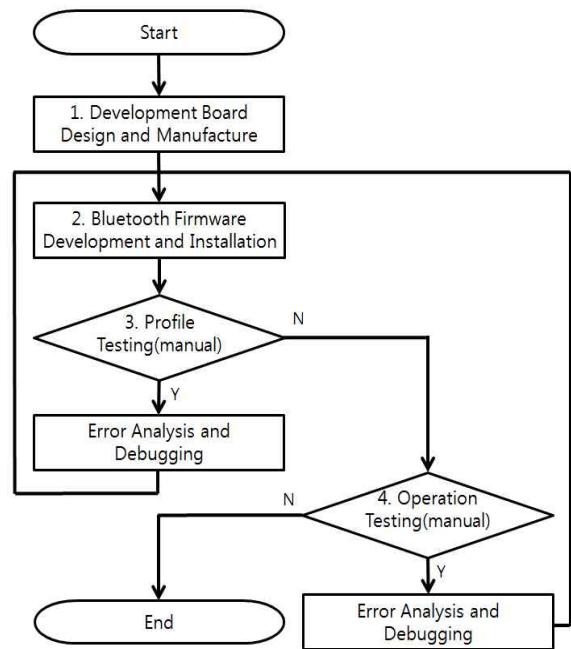 Start
1. Development Board
Design and Manufacture
2. Bluetooth Firmware
Development and Installation
3. Profile
Testing(manual)
N
Y
Error Analysis and
Debugging
4. Operation
Testing(manual)
N
Y
End
Error Analysis and
Debugging